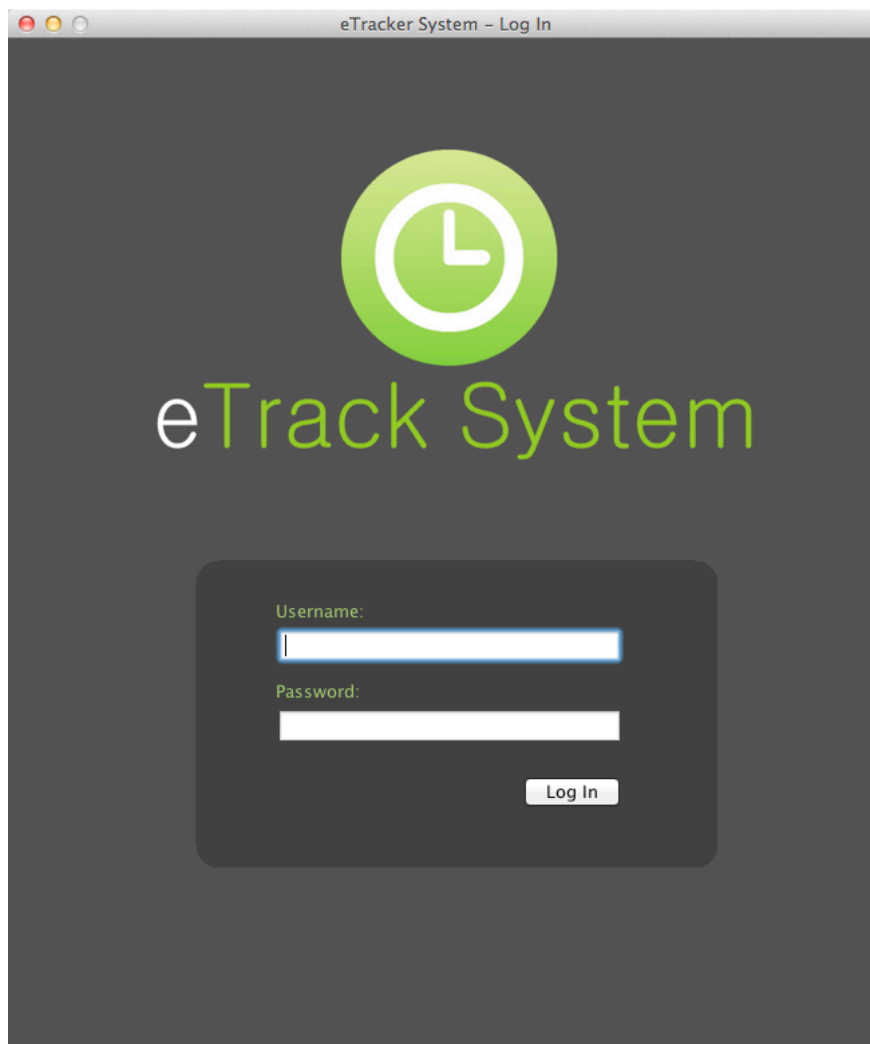 eTracker System – Log In
eTrack System
Username:
Password:
Log In